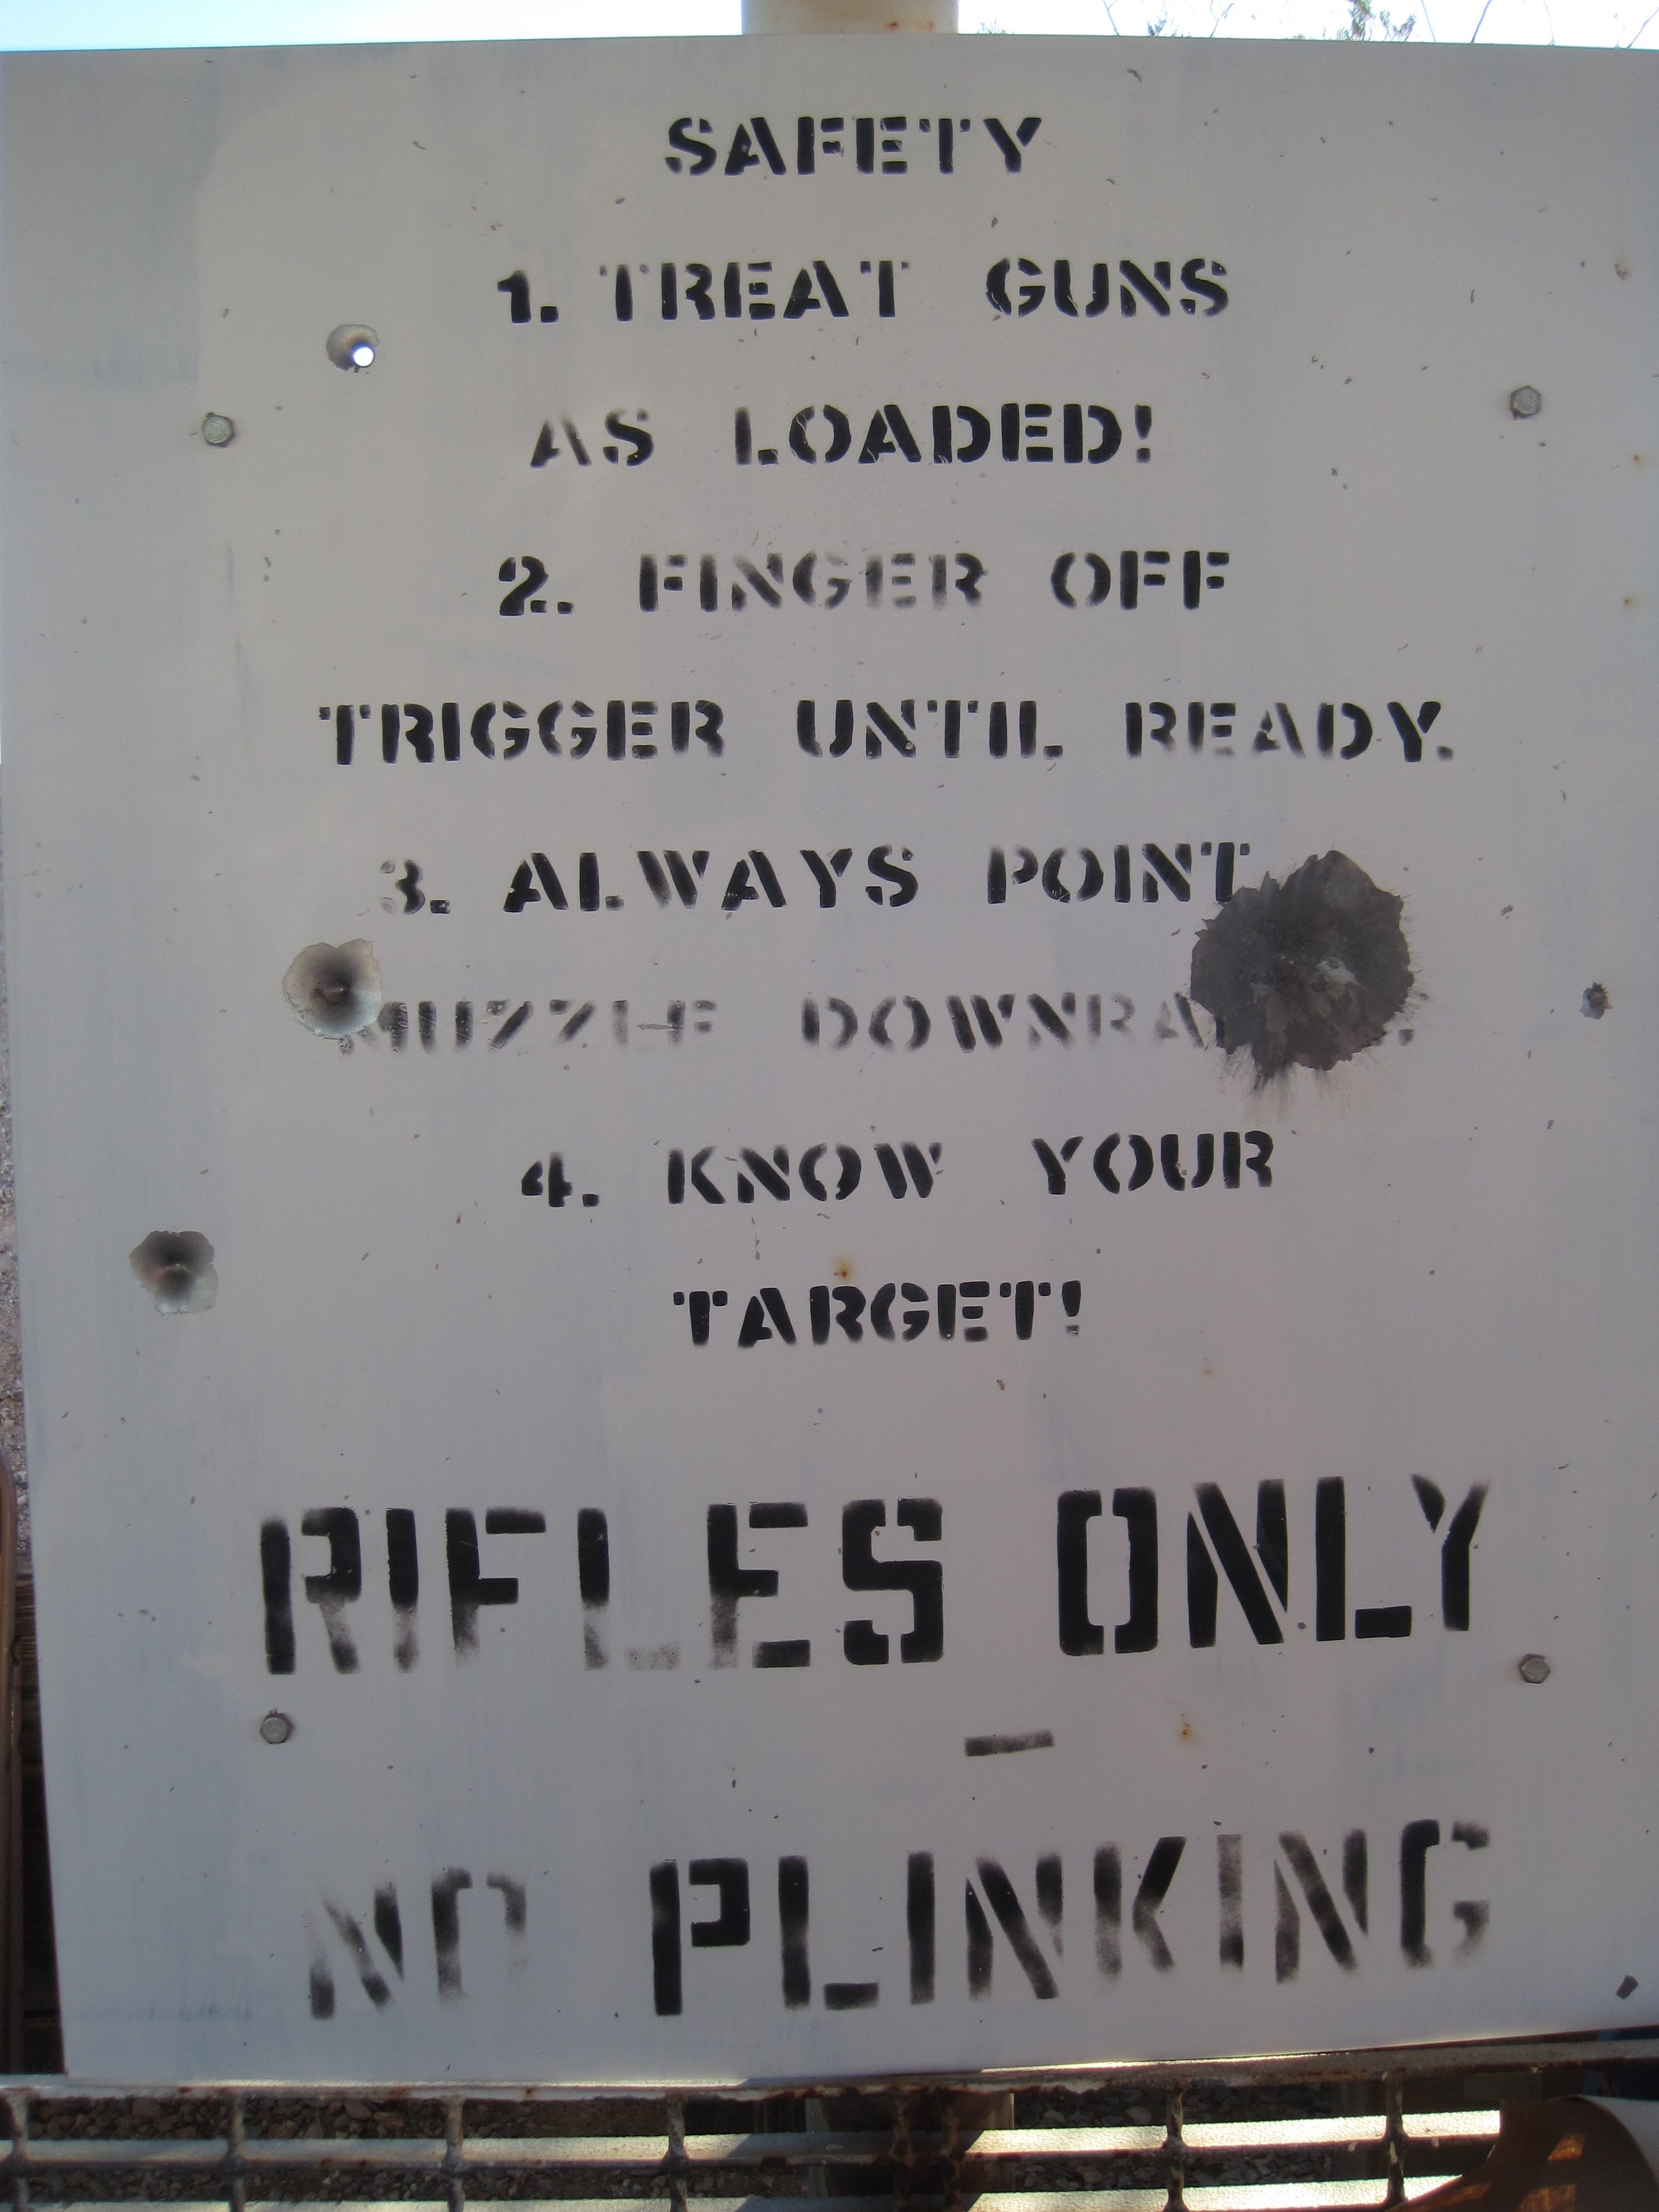 SAFETY
1. TREAT GUNS
AS LOADED!
2. FINGER OFF
TRIGGER UNTIL READY.
3. ALWAYS POINT
MUZZLE
4. KNOW YOUR
TARGET!
RIFLES ONLY
–
NO PLINKING